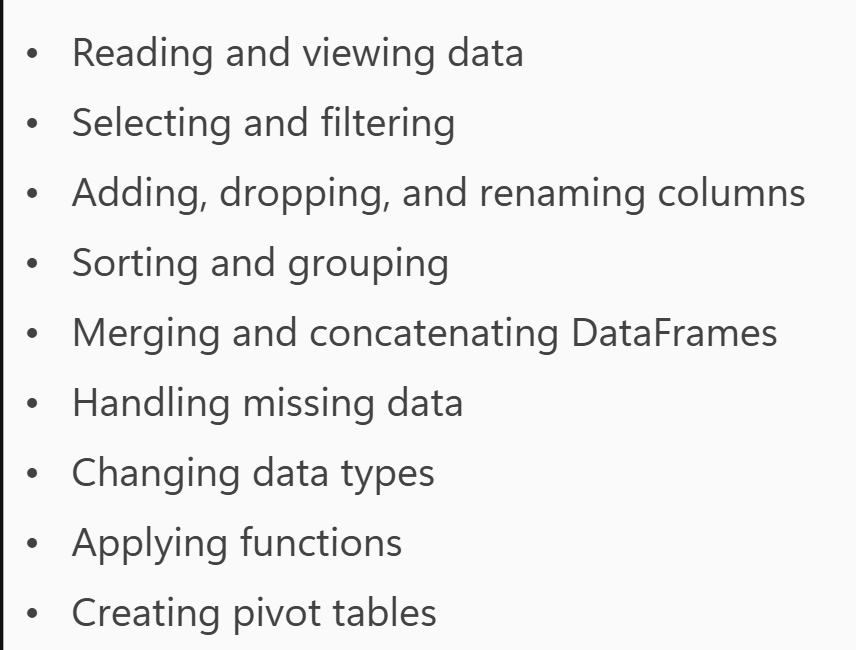 • Reading and viewing data
• Selecting and filtering
• Adding, dropping, and renaming columns
• Sorting and grouping
• Merging and concatenating DataFrames
• Handling missing data
• Changing data types
• Applying functions
• Creating pivot tables